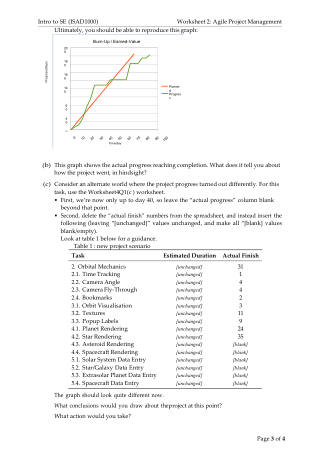 Intro to SE (ISAD1000) Worksheet 2: Agile Project Management
Ultimately, you should be able to reproduce this graph:
Burn-Up / Earned-Value
(b) This graph shows the actual progress reaching completion. What does it tell you about
how the project went, in hindsight?
(c) Consider an alternate world where the project progress turned out differently. For this
task, use the Worksheet4Q1(c ) worksheet.
• First, we're now only up to day 40, so leave the "actual progress" column blank
beyond that point.
• Second, delete the "actual finish" numbers from the spreadsheet, and instead insert the
following (leaving "[unchanged]" values unchanged, and make all "[blank] values
blank/empty).
Look at table 1 below for a guidance.
Table 1 : new project scenario
Task Estimated Duration Actual Finish
2. Orbital Mechanics [unchanged] 31
2.1. Time Tracking [unchanged] 1
2.2. Camera Angle [unchanged] 4
2.3. Camera Fly-Through [unchanged] 4
2.4. Bookmarks [unchanged] 2
3.1. Orbit Visualisation [unchanged] 3
3.2. Textures [unchanged] 11
3.3. Popup Labels [unchanged] 9
4.1. Planet Rendering [unchanged] 24
4.2. Star Rendering [unchanged] 35
4.3. Asteroid Rendering [unchanged] [blank]
4.4. Spacecraft Rendering [unchanged] [blank]
5.1. Solar System Data Entry [unchanged] [blank]
5.2. Star/Galaxy Data Entry [unchanged] [blank]
5.3. Extrasolar Planet Data Entry [unchanged] [blank]
5.4. Spacecraft Data Entry [unchanged] [blank]
The graph should look quite different now .
What conclusions would you draw about theproject at this point?
What action would you take?
Page 3 of 4